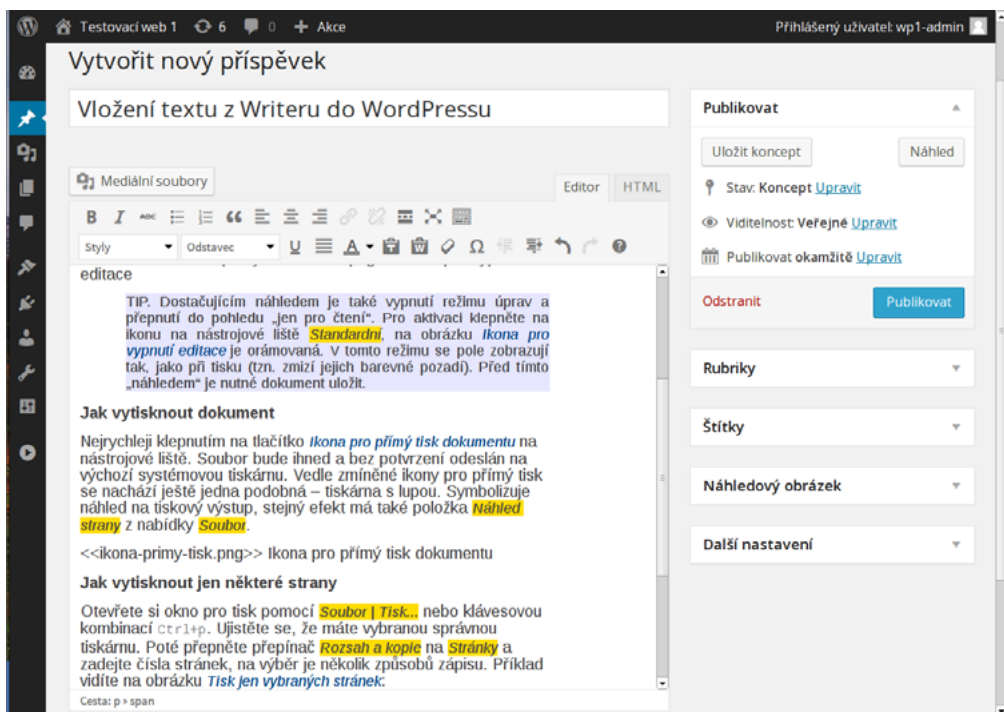 Testovací web 1 6 0 + Akce Přihlášený uživatel: wp1-admin
Vytvořit nový příspěvek
Vložení textu z Writeru do WordPressu
Mediální soubory
Editor HTML
B I ABC
Styly Odstavec U A Ω
editace
TIP. Dostačujícím náhledem je také vypnutí režimu úprav a
přepnutí do pohledu „jen pro čtení“. Pro aktivaci klepněte na
ikonu na nástrojové liště Standardní, na obrázku Ikona pro
vypnutí editace je orámovaná. V tomto režimu se pole zobrazují
tak, jako při tisku (tzn. zmizí jejich barevné pozadí). Před tímto
„náhledem“ je nutné dokument uložit.
Jak vytisknout dokument
Nejrychleji klepnutím na tlačítko Ikona pro přímý tisk dokumentu na
nástrojové liště. Soubor bude ihned a bez potvrzení odeslán na
výchozí systémovou tiskárnu. Vedle zmíněné ikony pro přímý tisk
se nachází ještě jedna podobná – tiskárna s lupou. Symbolizuje
náhled na tiskový výstup, stejný efekt má také položka Náhled
strany z nabídky Soubor.
<<ikona-primy-tisk.png>> Ikona pro přímý tisk dokumentu
Jak vytisknout jen některé strany
Otevřete si okno pro tisk pomocí Soubor | Tisk... nebo klávesovou
kombinací Ctrl+p. Ujistěte se, že máte vybranou správnou
tiskárnu. Poté přepněte přepínač Rozsah a kopie na Stránky a
zadejte čísla stránek, na výběr je několik způsobů zápisu. Příklad
vidíte na obrázku Tisk jen vybraných stránek:
Cesta: p » span
Publikovat
Uložit koncept Náhled
Stav: Koncept Upravit
Viditelnost: Veřejné Upravit
Publikovat okamžitě Upravit
Odstranit Publikovat
Rubriky
Štítky
Náhledový obrázek
Další nastavení